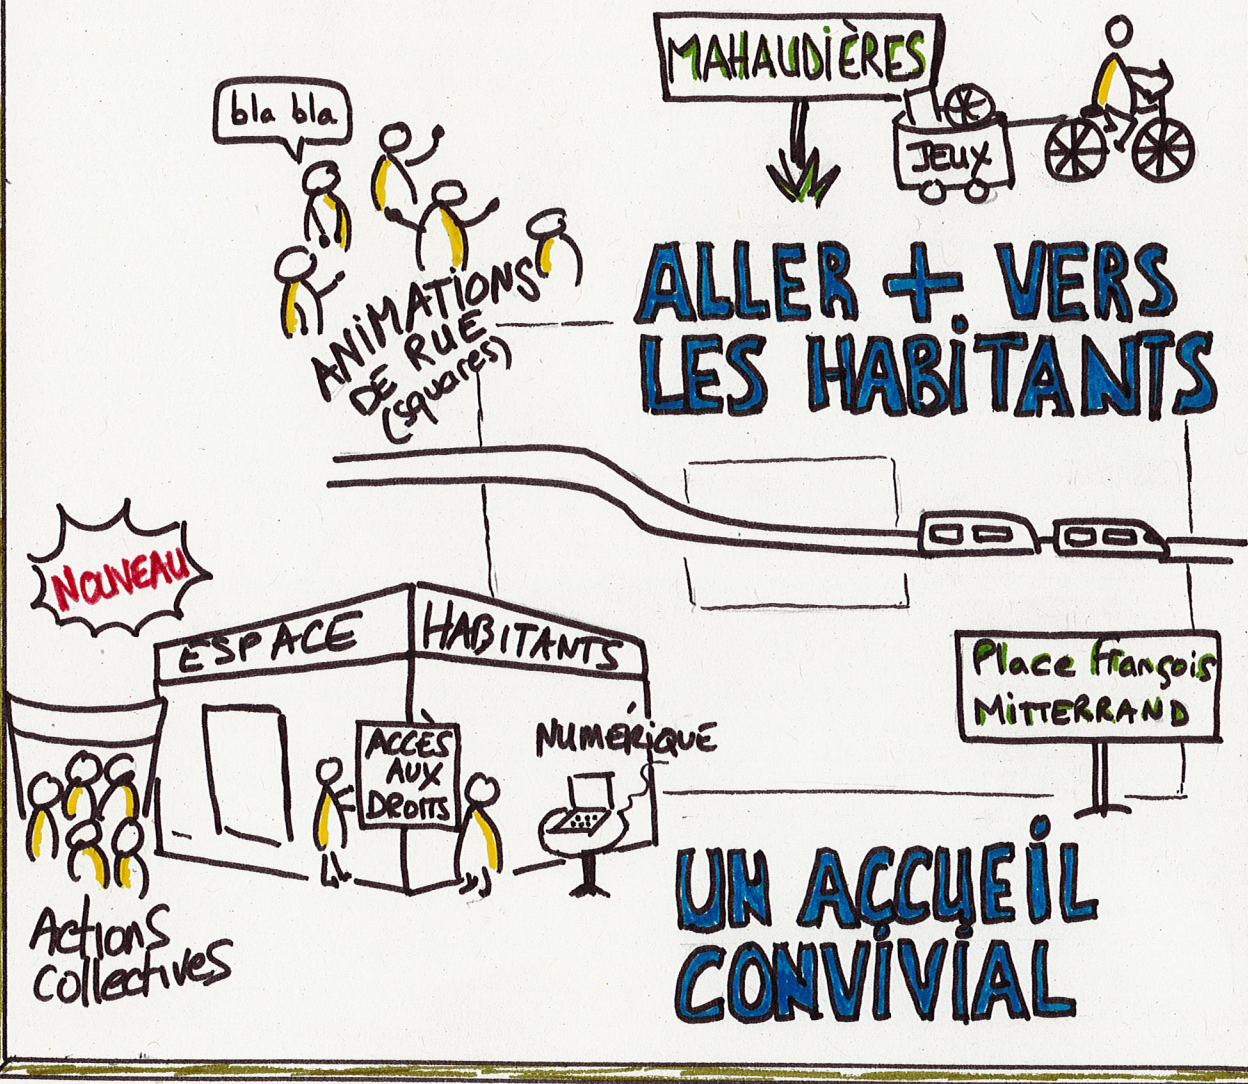 MAHAUDIÈRES
bla bla
JEUX
ALLER + VERS
LES HABITANTS
ANIMATIONS
DE RUE
(squares)
NOUVEAU
ESPACE HABITANTS
Place François
MITTERRAND
ACCÈS
AUX
DROITS
NUMÉRIQUE
UN ACCUEIL
CONVIVIAL
Actions
collectives